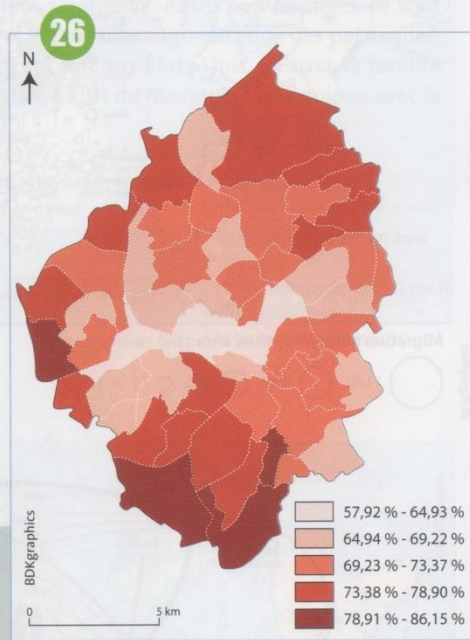 26
N
57,92 % - 64,93 %
64,94 % - 69,22 %
69,23 % - 73,37 %
73,38 % - 78,90 %
78,91 % - 86,15 %
BDKgraphics
0 5 km